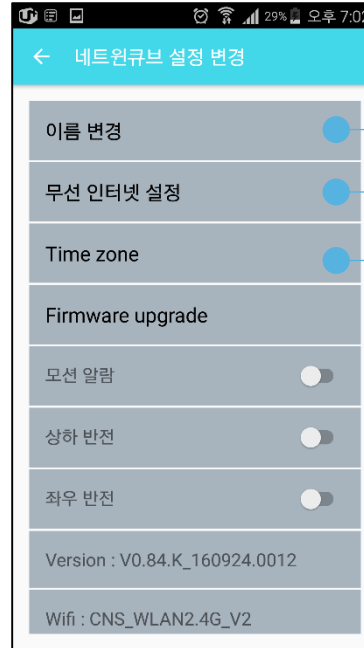 29% 오후 7:02
네트윈큐브 설정 변경
이름 변경
무선 인터넷 설정
Time zone
Firmware upgrade
모션 알람
상하 반전
좌우 반전
Version : V0.84.K_160924.0012
Wifi : CNS_WLAN2.4G_V2